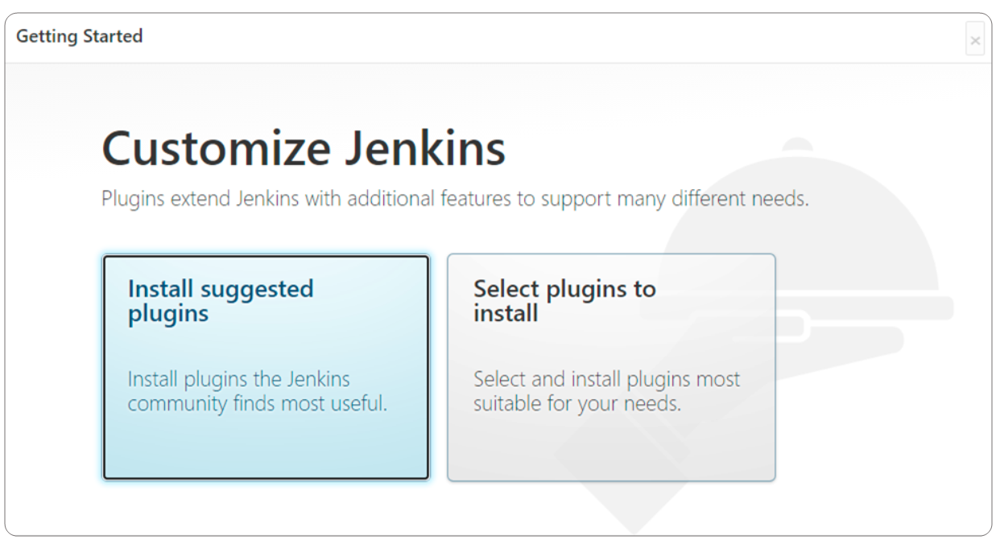 Getting Started
×
Customize Jenkins
Plugins extend Jenkins with additional features to support many different needs.
Install suggested
plugins
Install plugins the Jenkins
community finds most useful.
Select plugins to
install
Select and install plugins most
suitable for your needs.